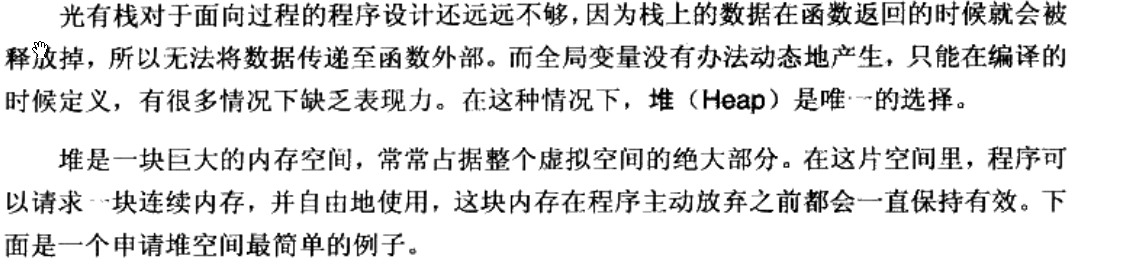 光有栈对于面向过程的程序设计还远远不够，因为栈上的数据在函数返回的时候就会被
释放掉，所以无法将数据传递至函数外部。而全局变量没有办法动态地产生，只能在编译的
时候定义，有很多情况下缺乏表现力。在这种情况下，堆（Heap）是唯一的选择。
堆是一块巨大的内存空间，常常占据整个虚拟空间的绝大部分。在这片空间里，程序可
以请求一块连续内存，并自由地使用，这块内存在程序主动放弃之前都会一直保持有效。下
面是一个申请堆空间最简单的例子。